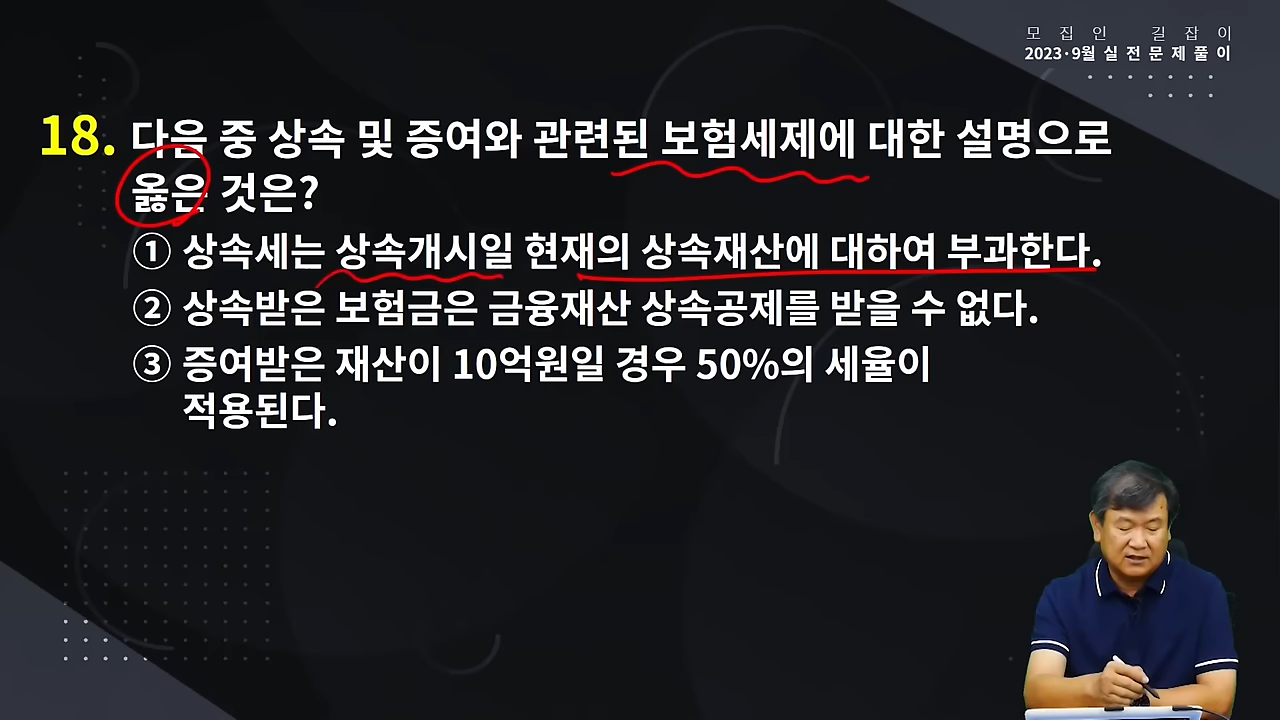 모집인 길잡이
2023·9월 실전문제풀이
18. 다음 중 상속 및 증여와 관련된 보험세제에 대한 설명으로
옳은 것은?
① 상속세는 상속개시일 현재의 상속재산에 대하여 부과한다.
② 상속받은 보험금은 금융재산 상속공제를 받을 수 없다.
③ 증여받은 재산이 10억원일 경우 50%의 세율이
적용된다.